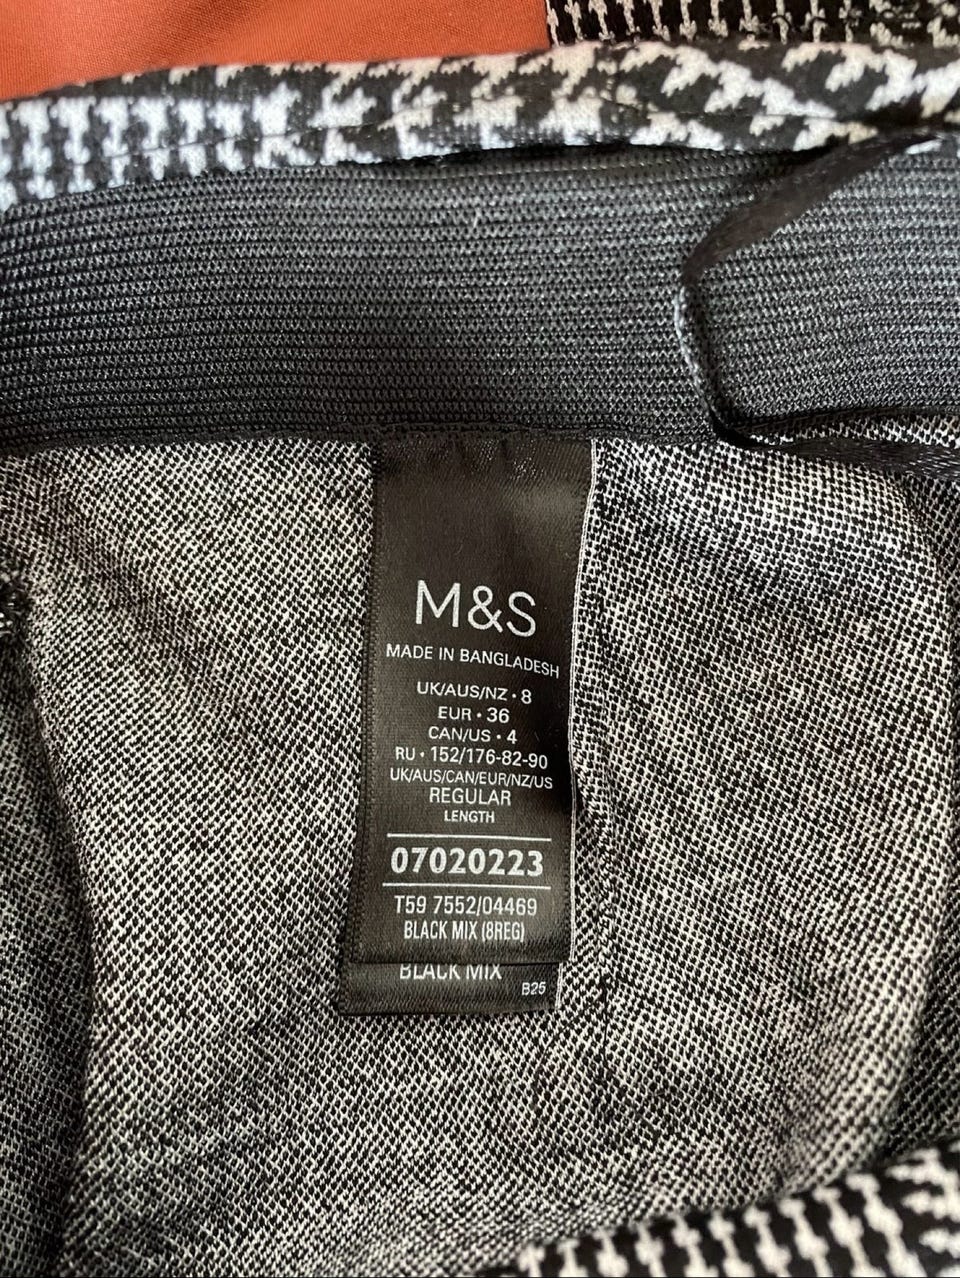 M&S
MADE IN BANGLADESH
UK/AUS/NZ • 8
EUR • 36
CAN/US • 4
RU • 152/176-82-90
UK/AUS/CAN/EUR/NZ/US
REGULAR
LENGTH
07020223
T59 7552/04469
BLACK MIX (8REG)
BLACK MIX
B25